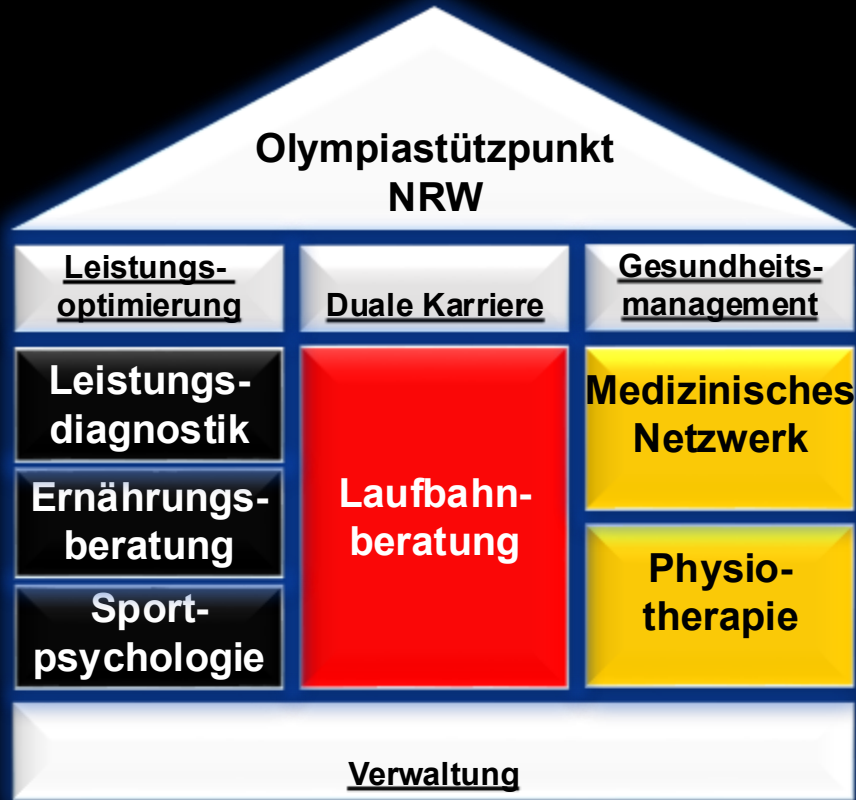 Olympiastützpunkt
NRW
Leistungs-
optimierung
Duale Karriere
Gesundheits-
management
Leistungs-
diagnostik
Ernährungs-
beratung
Sport-
psychologie
Laufbahn-
beratung
Medizinisches
Netzwerk
Physio-
therapie
Verwaltung